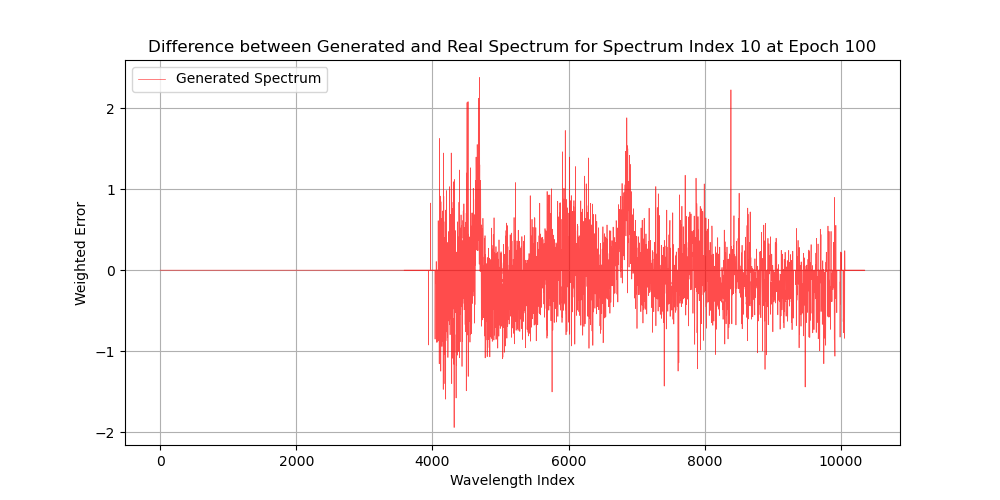 Difference between Generated and Real Spectrum for Spectrum Index 10 at Epoch 100
Generated Spectrum
Weighted Error
2
1
0
−1
−2
0 2000 4000 6000 8000 10000
Wavelength Index